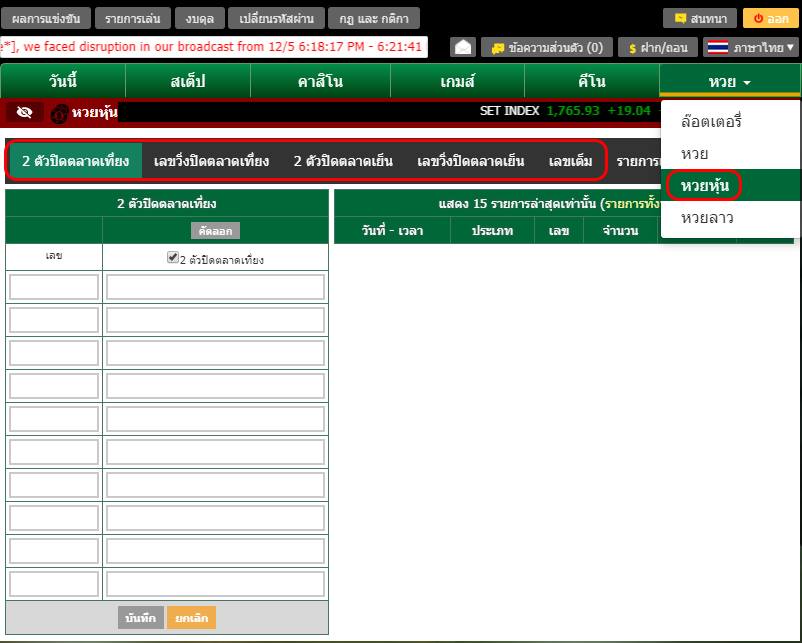 ผลการแข่งขัน รายการเล่น งบดุล เปลี่ยนรหัสผ่าน กฎ และ กติกา สนทนา ออก
*], we faced disruption in our broadcast from 12/5 6:18:17 PM - 6:21:41 ข้อความส่วนตัว (0) $ ฝาก/ถอน ภาษาไทย
วันนี้ สเต็ป คาสิโน เกมส์ คีโน หวย
หวยหุ้น SET INDEX 1,765.93 +19.04
ล๊อตเตอรี่
หวย
หวยหุ้น
หวยลาว
2 ตัวปิดตลาดเที่ยง เลขวิ่งปิดตลาดเที่ยง 2 ตัวปิดตลาดเย็น เลขวิ่งปิดตลาดเย็น เลขเต็ม
2 ตัวปิดตลาดเที่ยง แสดง 15 รายการล่าสุดเท่านั้น (รายการทั้ง
คัดลอก วันที่ - เวลา ประเภท เลข จำนวน
เลข 2 ตัวปิดตลาดเที่ยง
บันทึก ยกเลิก